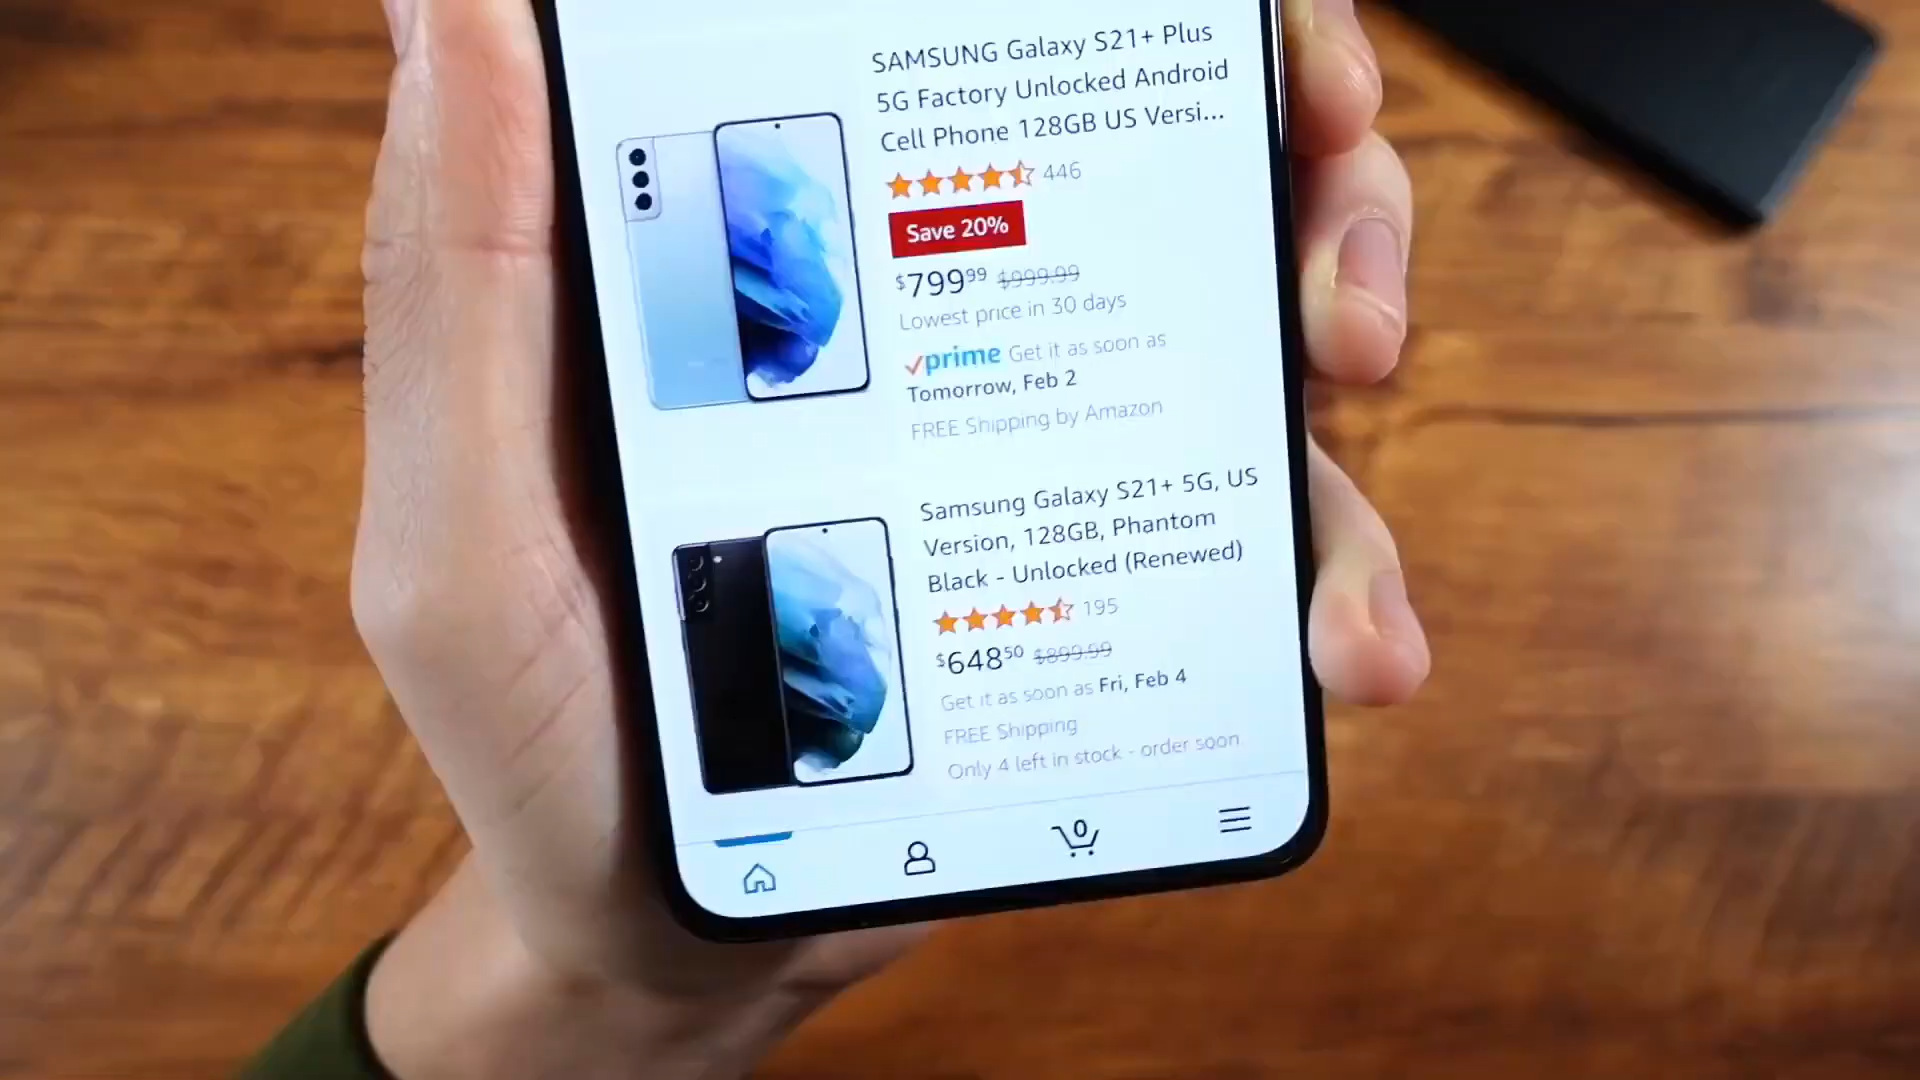 SAMSUNG Galaxy S21+ Plus
5G Factory Unlocked Android
Cell Phone 128GB US Versi...
446
Save 20%
$799.99 $999.99
Lowest price in 30 days
prime Get it as soon as
Tomorrow, Feb 2
FREE Shipping by Amazon
Samsung Galaxy S21+ 5G, US
Version, 128GB, Phantom
Black - Unlocked (Renewed)
195
$648.50 $899.99
Get it as soon as Fri, Feb 4
FREE Shipping
Only 4 left in stock - order soon.
0